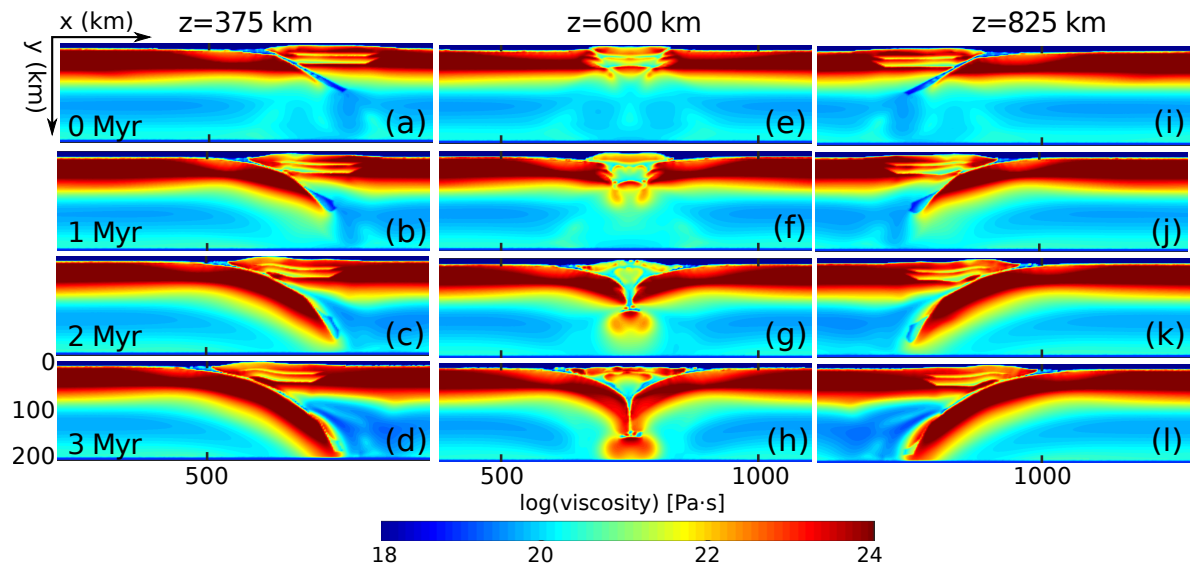 x (km)
z=375 km
z=600 km
z=825 km
y (km)
0 Myr
(a)
(e)
(i)
1 Myr
(b)
(f)
(j)
2 Myr
(c)
(g)
(k)
0
100
200
3 Myr
(d)
(h)
(l)
500
500
1000
1000
log(viscosity) [Pa·s]
18
20
22
24